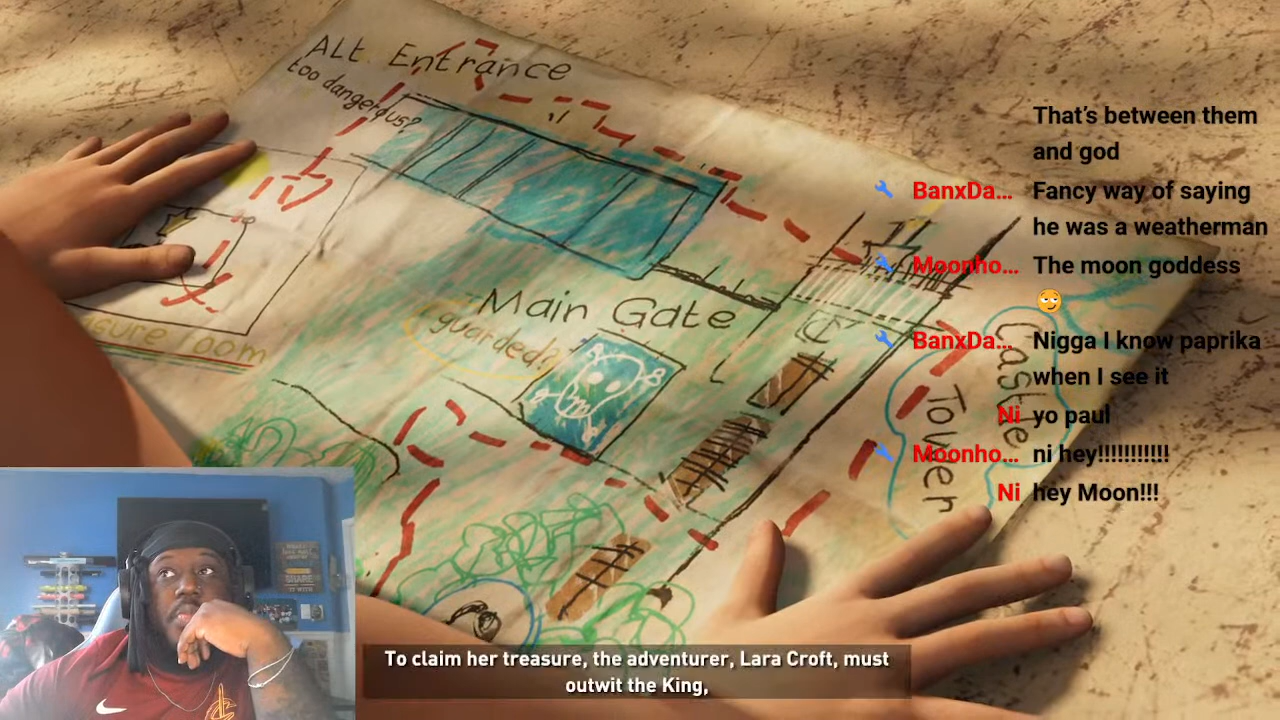 ALt Entrance
too dangerous?
Main Gate
guarded!?
Castle
Tower
That's between them
and god
BanxDa... Fancy way of saying
he was a weatherman
Moonho... The moon goddess
🙄
BanxDa... Nigga I know paprika
when I see it
Ni yo paul
Moonho... ni hey!!!!!!!!!!!
Ni hey Moon!!!
To claim her treasure, the adventurer, Lara Croft, must
outwit the King,